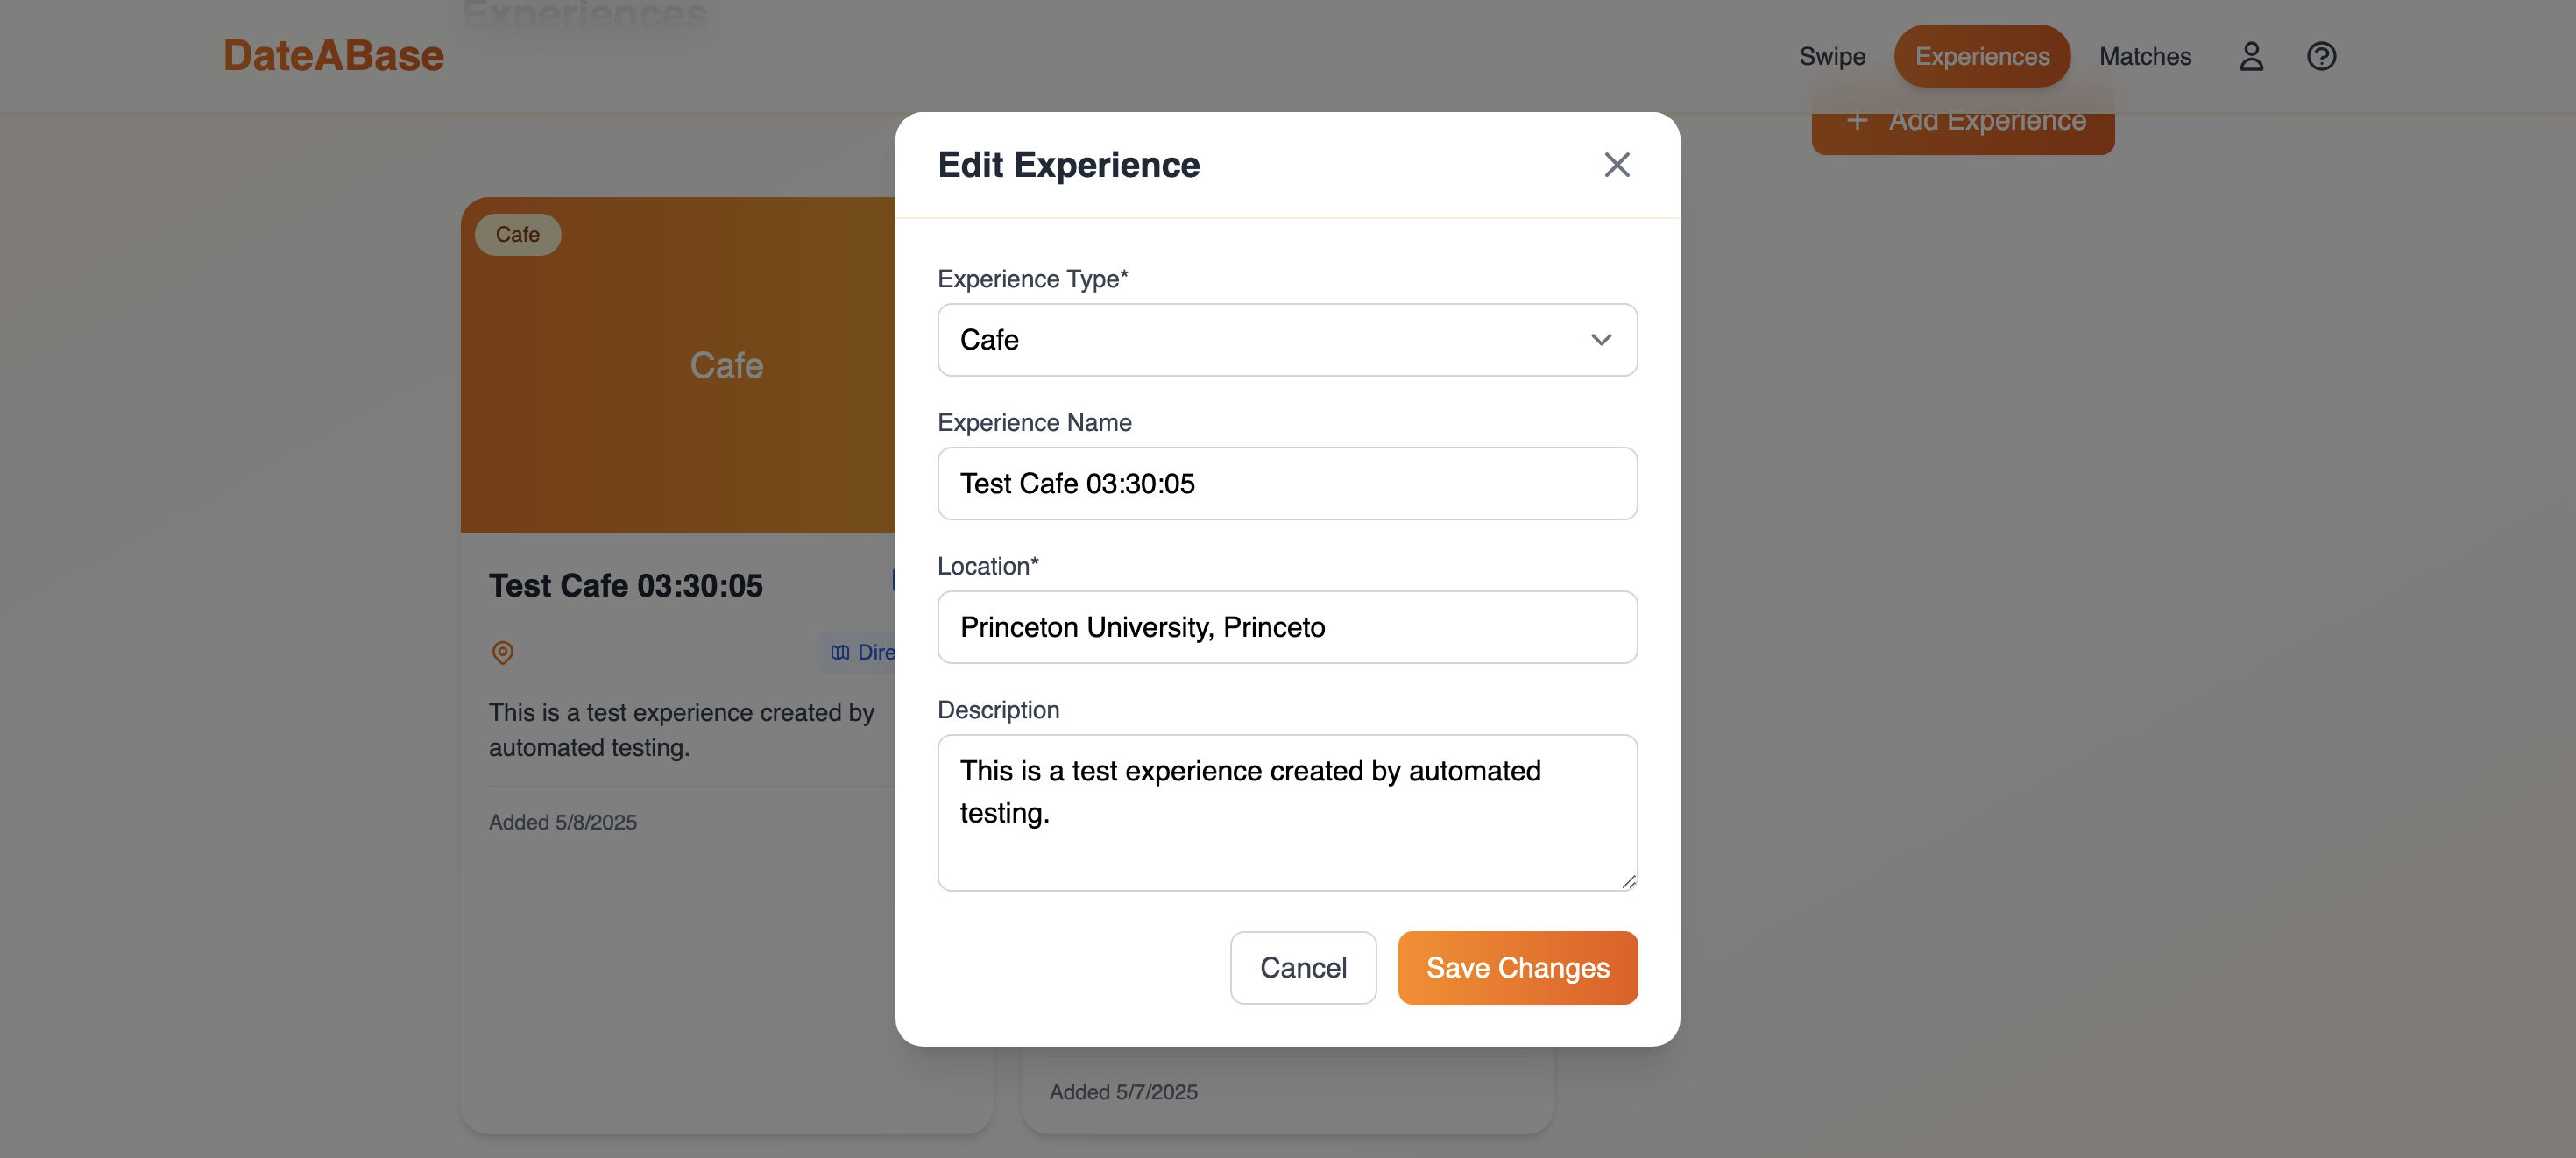 Experiences
DateABase
Swipe
Experiences
Matches
+ Add Experience
Cafe
Cafe
Test Cafe 03:30:05
Dire
This is a test experience created by
automated testing.
Added 5/8/2025
Added 5/7/2025
Edit Experience
Experience Type*
Cafe
Experience Name
Test Cafe 03:30:05
Location*
Princeton University, Princeto
Description
This is a test experience created by automated
testing.
Cancel
Save Changes